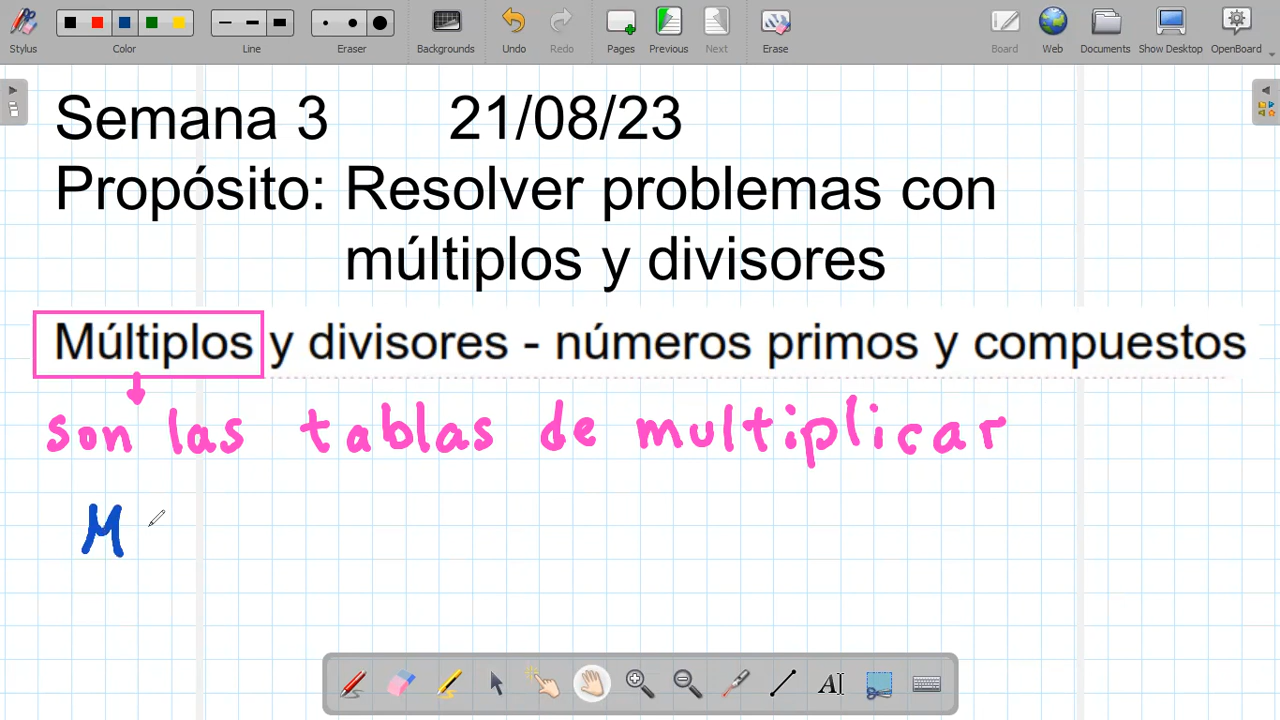 Stylus Color Line Eraser Backgrounds Undo Redo Pages Previous Next Erase Board Web Documents Show Desktop OpenBoard
Semana 3 21/08/23
Propósito: Resolver problemas con
múltiplos y divisores
Múltiplos y divisores - números primos y compuestos
son las tablas de multiplicar
M
AI